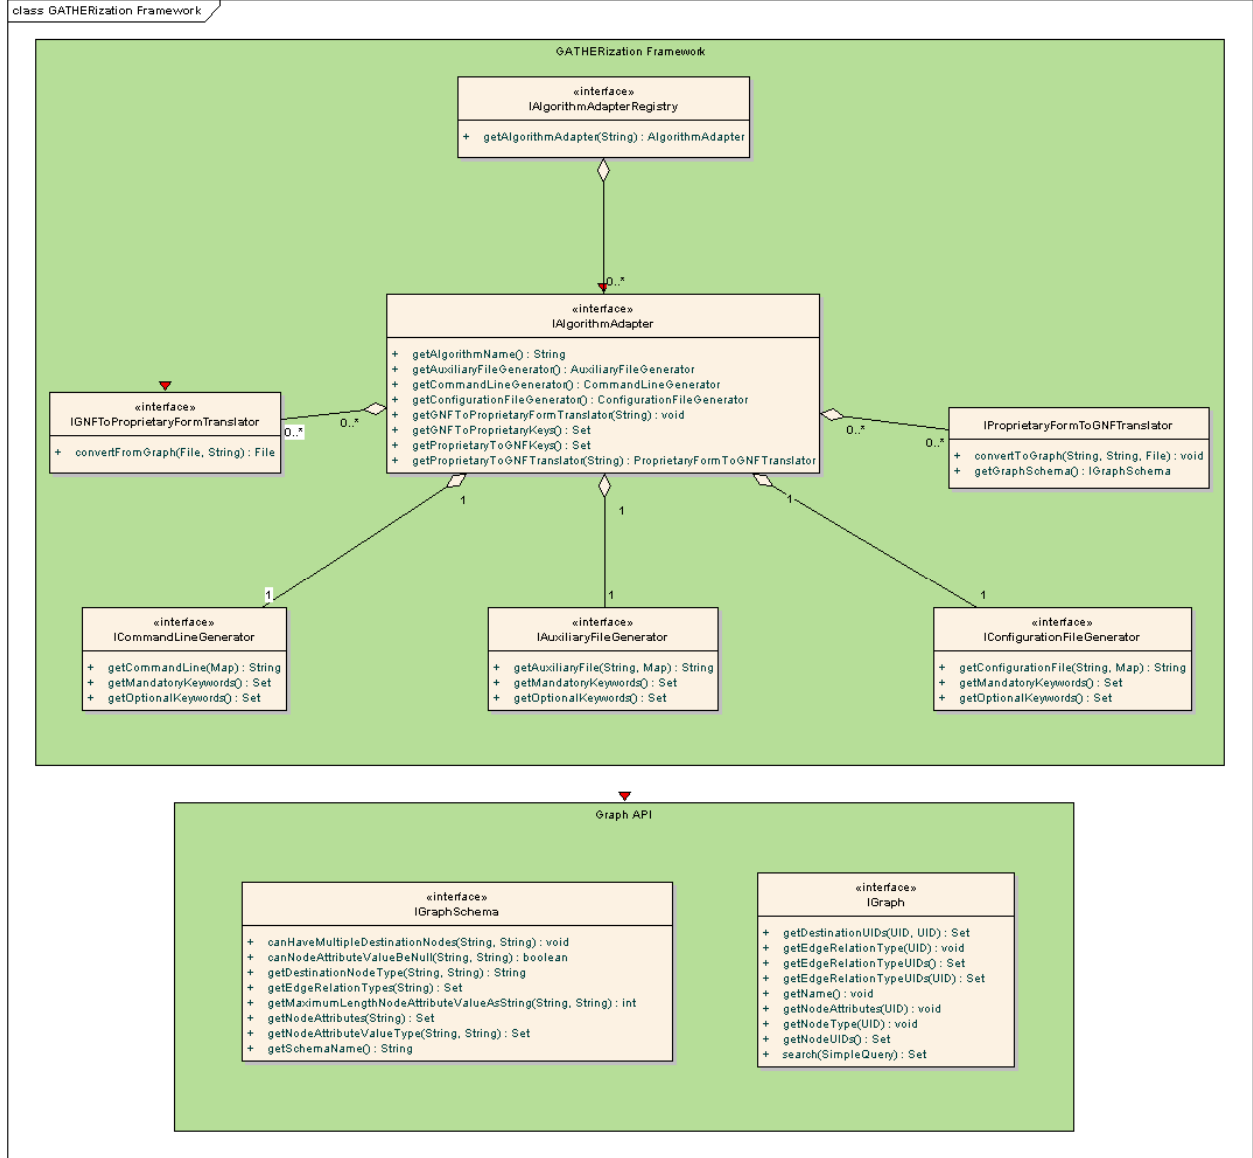 class GATHERization Framework
GATHERization Framework
«interface»
IAlgorithmAdapterRegistry
+ getAlgorithmAdapter(String) : AlgorithmAdapter
0..*
«interface»
IAlgorithmAdapter
+ getAlgorithmName() : String
+ getAuxiliaryFileGenerator() : AuxiliaryFileGenerator
+ getCommandLineGenerator() : CommandLineGenerator
+ getConfigurationFileGenerator() : ConfigurationFileGenerator
+ getGNFToProprietaryFormTranslator(String) : void
+ getGNFToProprietaryKeys() : Set
+ getProprietaryToGNFKeys() : Set
+ getProprietaryToGNFTranslator(String) : ProprietaryFormToGNFTranslator
«interface»
IGNFToProprietaryFormTranslator
+ convertFromGraph(File, String) : File
0..*
0..*
0..*
0..*
IProprietaryFormToGNFTranslator
+ convertToGraph(String, String, File) : void
+ getGraphSchema() : IGraphSchema
1
1
1
1
1
1
«interface»
ICommandLineGenerator
+ getCommandLine(Map) : String
+ getMandatoryKeywords() : Set
+ getOptionalKeywords() : Set
«interface»
IAuxiliaryFileGenerator
+ getAuxiliaryFile(String, Map) : String
+ getMandatoryKeywords() : Set
+ getOptionalKeywords() : Set
«interface»
IConfigurationFileGenerator
+ getConfigurationFile(String, Map) : String
+ getMandatoryKeywords() : Set
+ getOptionalKeywords() : Set
Graph API
«interface»
IGraphSchema
+ canHaveMultipleDestinationNodes(String, String) : void
+ canNodeAttributeValueBeNull(String, String) : boolean
+ getDestinationNodeType(String, String) : String
+ getEdgeRelationTypes(String) : Set
+ getMaximumLengthNodeAttributeValueAsString(String, String) : int
+ getNodeAttributes(String) : Set
+ getNodeAttributeValueType(String, String) : Set
+ getSchemaName() : String
«interface»
IGraph
+ getDestinationUIDs(UID, UID) : Set
+ getEdgeRelationType(UID) : void
+ getEdgeRelationTypeUIDs() : Set
+ getEdgeRelationTypeUIDs(UID) : Set
+ getName() : void
+ getNodeAttributes(UID) : void
+ getNodeType(UID) : void
+ getNodeUIDs() : Set
+ search(SimpleQuery) : Set